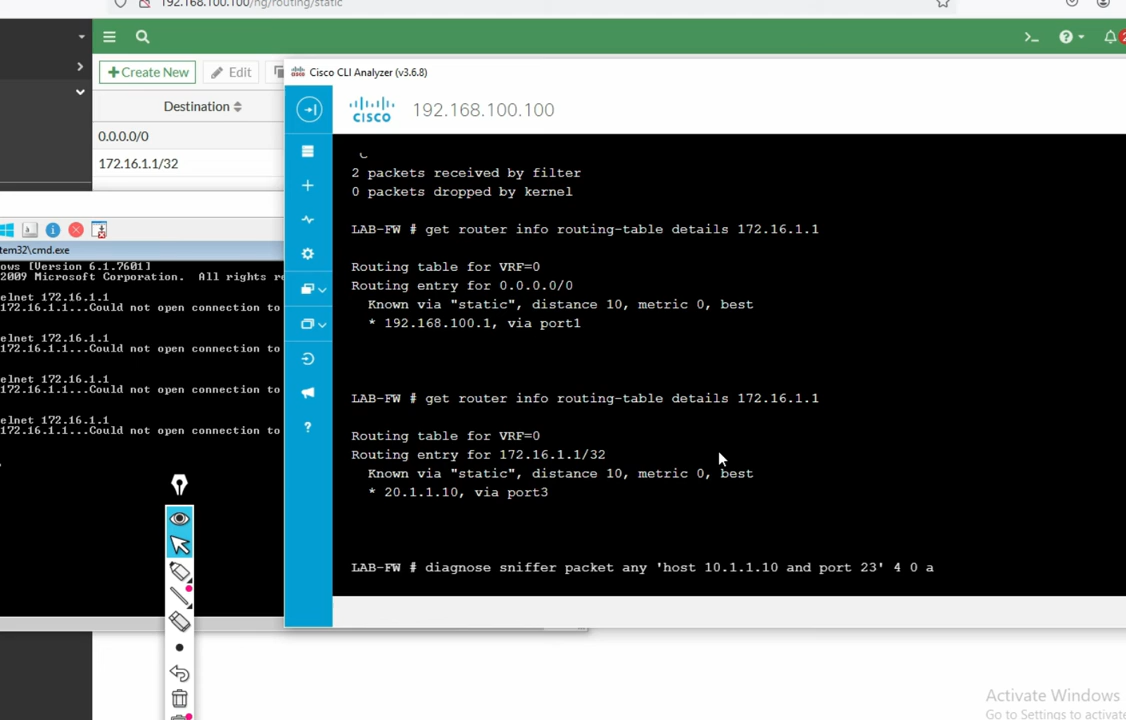 192.168.100.100/ng/routing/static
+Create New
Edit
Destination
0.0.0.0/0
172.16.1.1/32
Cisco CLI Analyzer (v3.6.8)
CISCO
192.168.100.100
C
2 packets received by filter
0 packets dropped by kernel
LAB-FW # get router info routing-table details 172.16.1.1
Routing table for VRF=0
Routing entry for 0.0.0.0/0
Known via "static", distance 10, metric 0, best
* 192.168.100.1, via port1
LAB-FW # get router info routing-table details 172.16.1.1
Routing table for VRF=0
Routing entry for 172.16.1.1/32
Known via "static", distance 10, metric 0, best
* 20.1.1.10, via port3
LAB-FW # diagnose sniffer packet any 'host 10.1.1.10 and port 23' 4 0 a
tem32\cmd.exe
ows [Version 6.1.7601]
2009 Microsoft Corporation. All rights re
elnet 172.16.1.1
172.16.1.1...Could not open connection to
elnet 172.16.1.1
172.16.1.1...Could not open connection to
elnet 172.16.1.1
172.16.1.1...Could not open connection to
elnet 172.16.1.1
172.16.1.1...Could not open connection to
Activate Windows
Go to Settings to activate